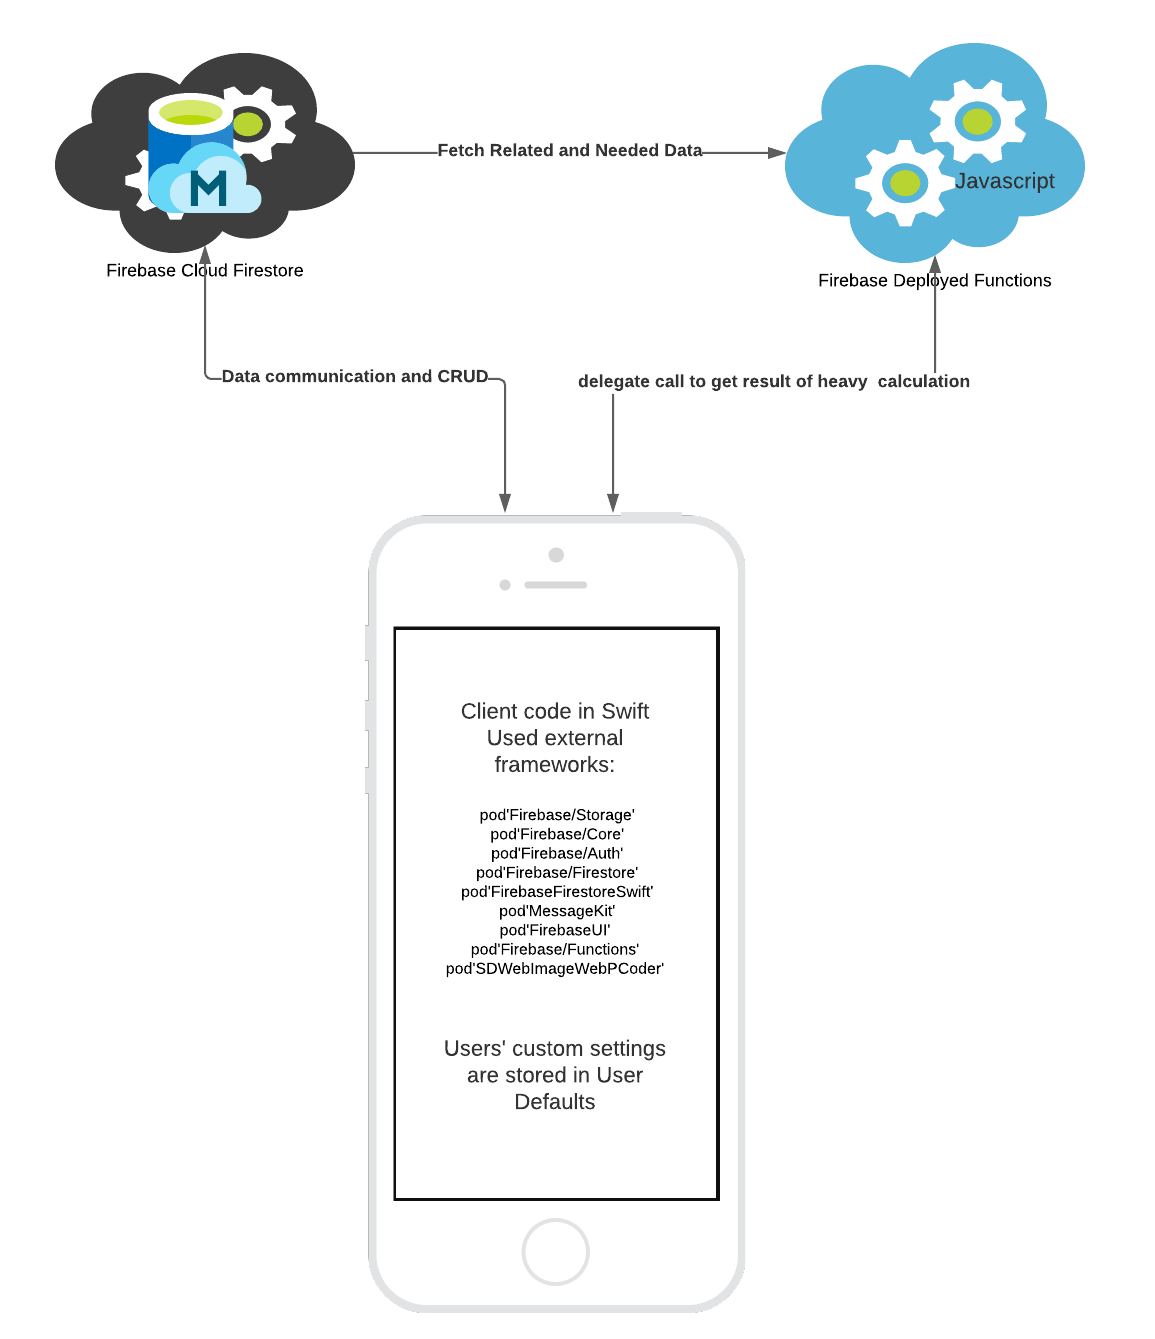 Fetch Related and Needed Data
M
Javascript
Firebase Cloud Firestore
Firebase Deployed Functions
Data communication and CRUD
delegate call to get result of heavy  calculation
Client code in Swift
Used external
frameworks:
pod'Firebase/Storage'
pod'Firebase/Core'
pod'Firebase/Auth'
pod'Firebase/Firestore'
pod'FirebaseFirestoreSwift'
pod'MessageKit'
pod'FirebaseUI'
pod'Firebase/Functions'
pod'SDWebImageWebPCoder'
Users' custom settings
are stored in User
Defaults